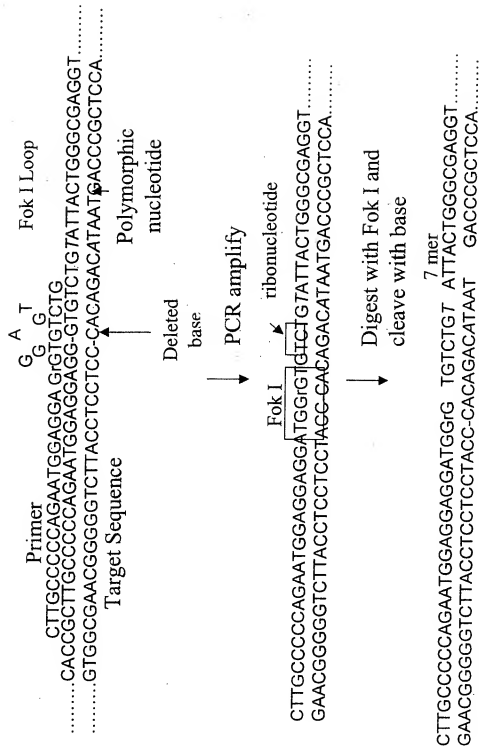 Primer Fok I Loop
G A T
G G
CTTGCCCCCAGAATGGAGGA GrGTGTCTG
........CACCGCTTGCCCCCAGAATGGAGGAGG-GTGTCTGTATTACTGGGCGAGGT.........
........GTGGCGAACGGGGGTCTTACCTCCTCC-CACAGACATAATGACCCGCTCCA.........
Target Sequence
Deleted
base
Polymorphic
nucleotide
PCR amplify
Fok I ribonucleotide
CTTGCCCCCAGAATGGAGGAGGATGGrGTGTCTGTATTACTGGGCGAGGT.........
GAACGGGGGTCTTACCTCCTCCTACC-CACAGACATAATGACCCGCTCCA.........
Digest with Fok I and
cleave with base
7 mer
CTTGCCCCCAGAATGGAGGAGGATGGrG TGTCTGT ATTACTGGGCGAGGT.........
GAACGGGGGTCTTACCTCCTCCTACC-CACAGACATAAT GACCCGCTCCA.........